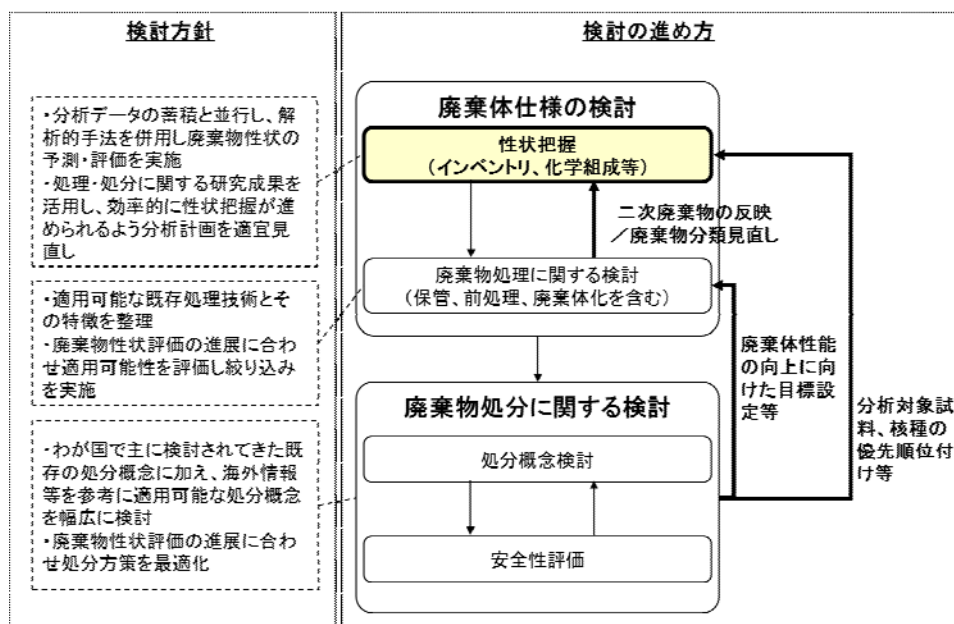 検討方針
・分析データの蓄積と並行し、解
析的手法を併用し廃棄物性状の
予測・評価を実施
・処理・処分に関する研究成果を
活用し、効率的に性状把握が進
められるよう分析計画を適宜見
直し
・適用可能な既存処理技術とそ
の特徴を整理
・廃棄物性状評価の進展に合わ
せ適用可能性を評価し絞り込み
を実施
・わが国で主に検討されてきた既
存の処分概念に加え、海外情報
等を参考に適用可能な処分概念
を幅広に検討
・廃棄物性状評価の進展に合わ
せ処分方策を最適化
検討の進め方
廃棄体仕様の検討
性状把握
（インベントリ、化学組成等）
二次廃棄物の反映
／廃棄物分類見直し
廃棄物処理に関する検討
（保管、前処理、廃棄体化を含む）
廃棄物処分に関する検討
処分概念検討
安全性評価
廃棄体性能
の向上に向
けた目標設
定等
分析対象試
料、核種の
優先順位付
け等